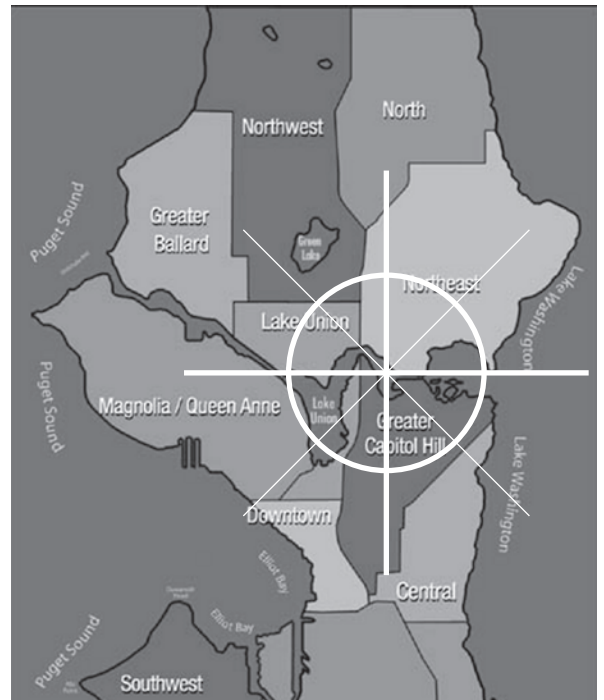 North
Northwest
Puget Sound
Greater
Ballard
Green
Lake
Northeast
Lake Washington
Lake Union
Puget Sound
Magnolia / Queen Anne
Lake
Union
Greater
Capitol Hill
Lake Washington
Downtown
Elliot Bay
Central
Elliot Bay
Puget Sound
Southwest